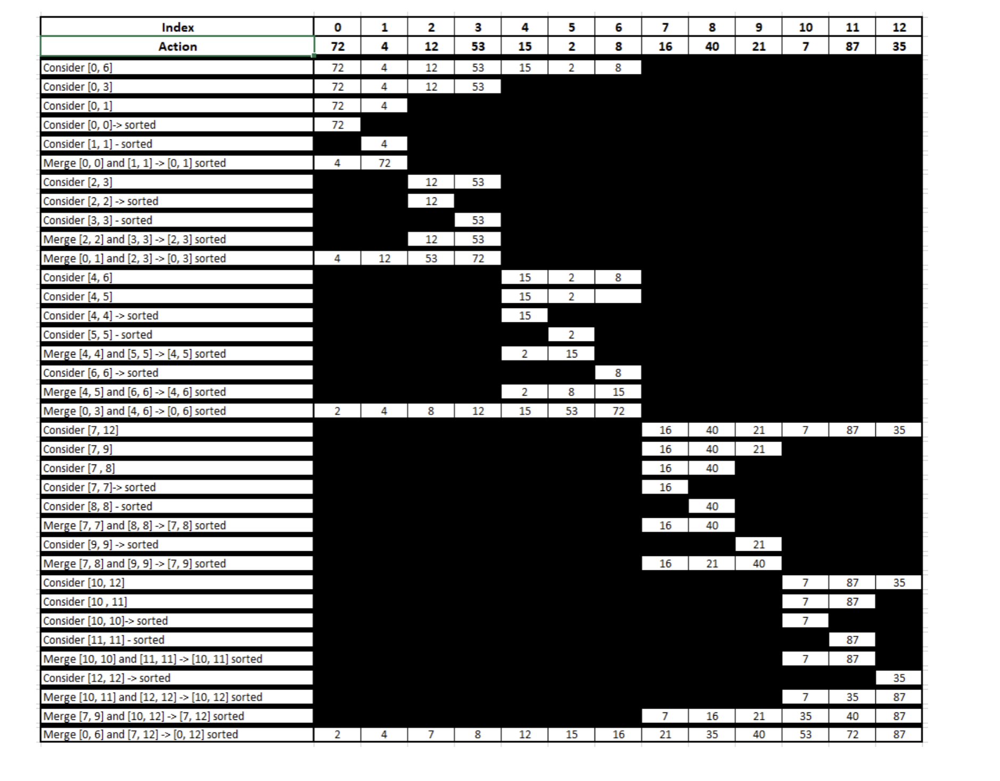 Index 0 1 2 3 4 5 6 7 8 9 10 11 12
Action 72 4 12 53 15 2 8 16 40 21 7 87 35
Consider [0, 6] 72 4 12 53 15 2 8
Consider [0, 3] 72 4 12 53
Consider [0, 1] 72 4
Consider [0, 0]-> sorted 72
Consider [1, 1] - sorted 4
Merge [0, 0] and [1, 1] -> [0, 1] sorted 4 72
Consider [2, 3] 12 53
Consider [2, 2] -> sorted 12
Consider [3, 3] - sorted 53
Merge [2, 2] and [3, 3] -> [2, 3] sorted 12 53
Merge [0, 1] and [2, 3] -> [0, 3] sorted 4 12 53 72
Consider [4, 6] 15 2 8
Consider [4, 5] 15 2
Consider [4, 4] -> sorted 15
Consider [5, 5] - sorted 2
Merge [4, 4] and [5, 5] -> [4, 5] sorted 2 15
Consider [6, 6] -> sorted 8
Merge [4, 5] and [6, 6] -> [4, 6] sorted 2 8 15
Merge [0, 3] and [4, 6] -> [0, 6] sorted 2 4 8 12 15 53 72
Consider [7, 12] 16 40 21 7 87 35
Consider [7, 9] 16 40 21
Consider [7 , 8] 16 40
Consider [7, 7]-> sorted 16
Consider [8, 8] - sorted 40
Merge [7, 7] and [8, 8] -> [7, 8] sorted 16 40
Consider [9, 9] -> sorted 21
Merge [7, 8] and [9, 9] -> [7, 9] sorted 16 21 40
Consider [10, 12] 7 87 35
Consider [10 , 11] 7 87
Consider [10, 10]-> sorted 7
Consider [11, 11] - sorted 87
Merge [10, 10] and [11, 11] -> [10, 11] sorted 7 87
Consider [12, 12] -> sorted 35
Merge [10, 11] and [12, 12] -> [10, 12] sorted 7 35 87
Merge [7, 9] and [10, 12] -> [7, 12] sorted 7 16 21 35 40 87
Merge [0, 6] and [7, 12] -> [0, 12] sorted 2 4 7 8 12 15 16 21 35 40 53 72 87